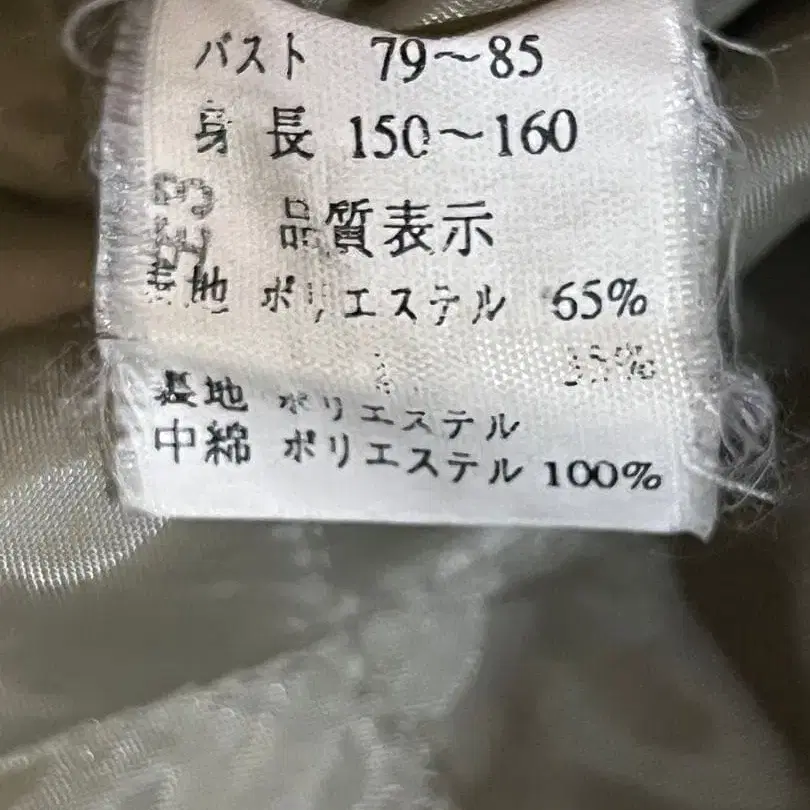 バスト 79～85
身長 150～160
品質表示
表地 ポリエステル 65%
35%
裏地 ポリエステル
中綿 ポリエステル 100%